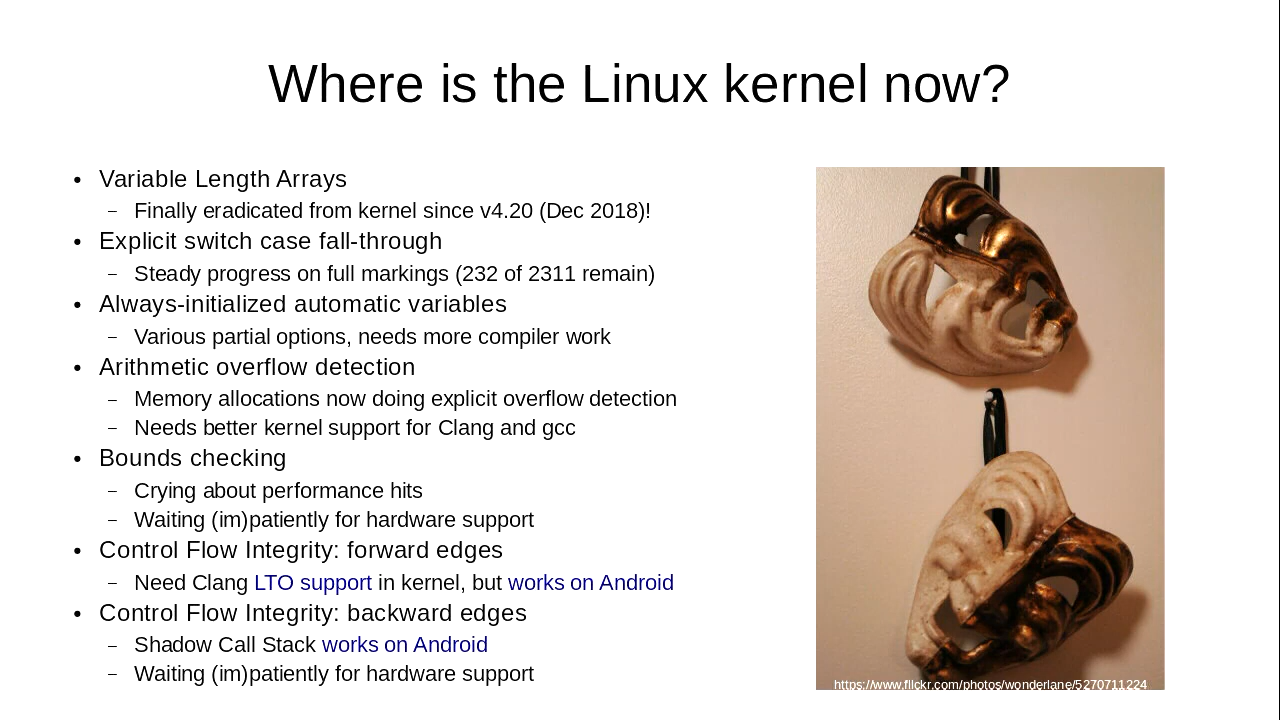 Where is the Linux kernel now?
• Variable Length Arrays
– Finally eradicated from kernel since v4.20 (Dec 2018)!
• Explicit switch case fall-through
– Steady progress on full markings (232 of 2311 remain)
• Always-initialized automatic variables
– Various partial options, needs more compiler work
• Arithmetic overflow detection
– Memory allocations now doing explicit overflow detection
– Needs better kernel support for Clang and gcc
• Bounds checking
– Crying about performance hits
– Waiting (im)patiently for hardware support
• Control Flow Integrity: forward edges
– Need Clang LTO support in kernel, but works on Android
• Control Flow Integrity: backward edges
– Shadow Call Stack works on Android
– Waiting (im)patiently for hardware support
https://www.flickr.com/photos/wonderlane/5270711224